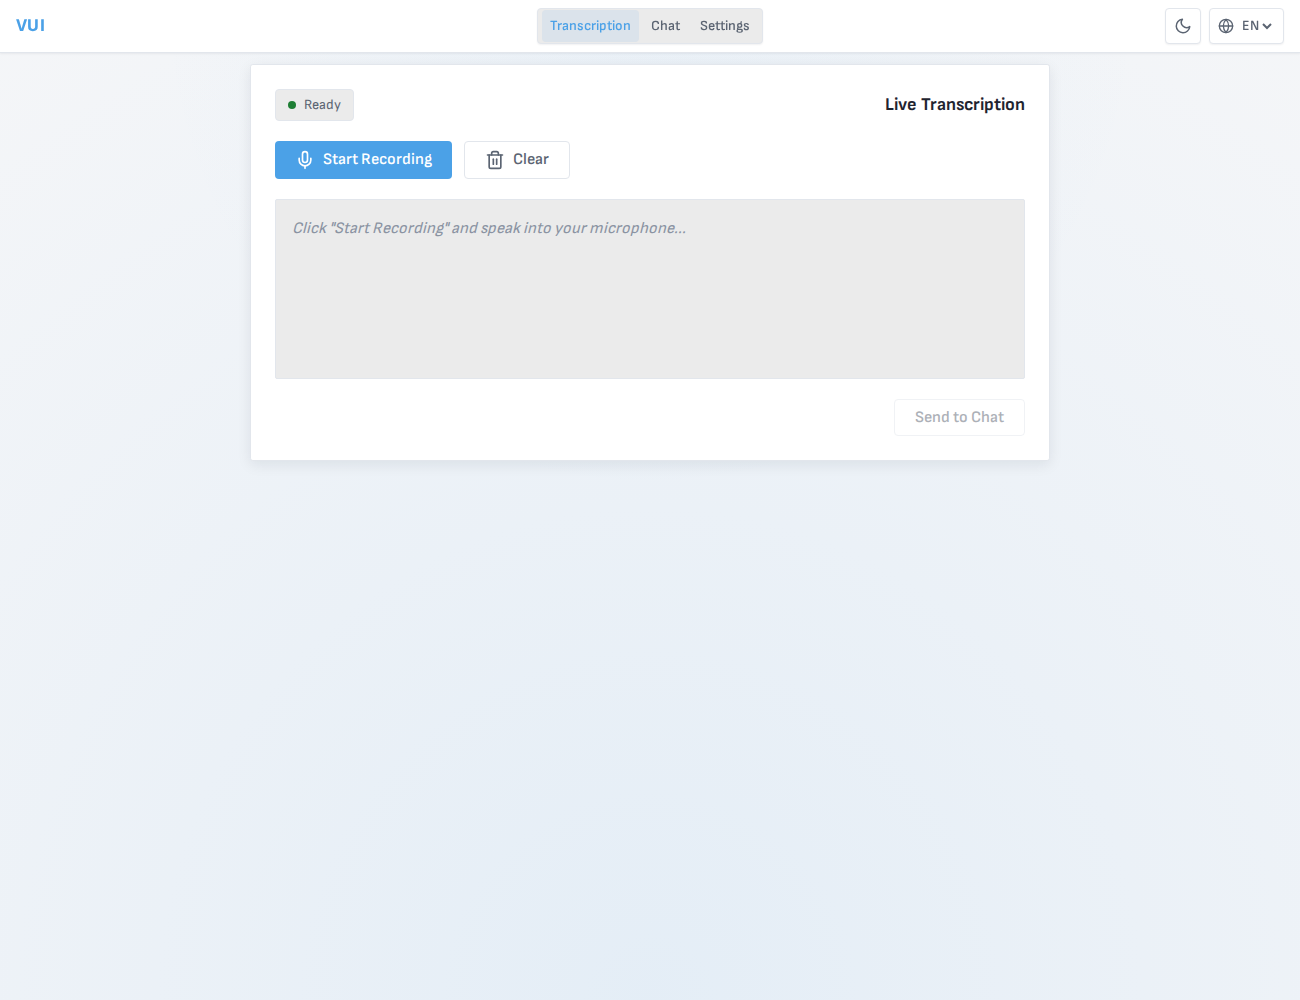 VUI
Transcription Chat Settings
EN
Ready
Live Transcription
Start Recording
Clear
Click "Start Recording" and speak into your microphone...
Send to Chat